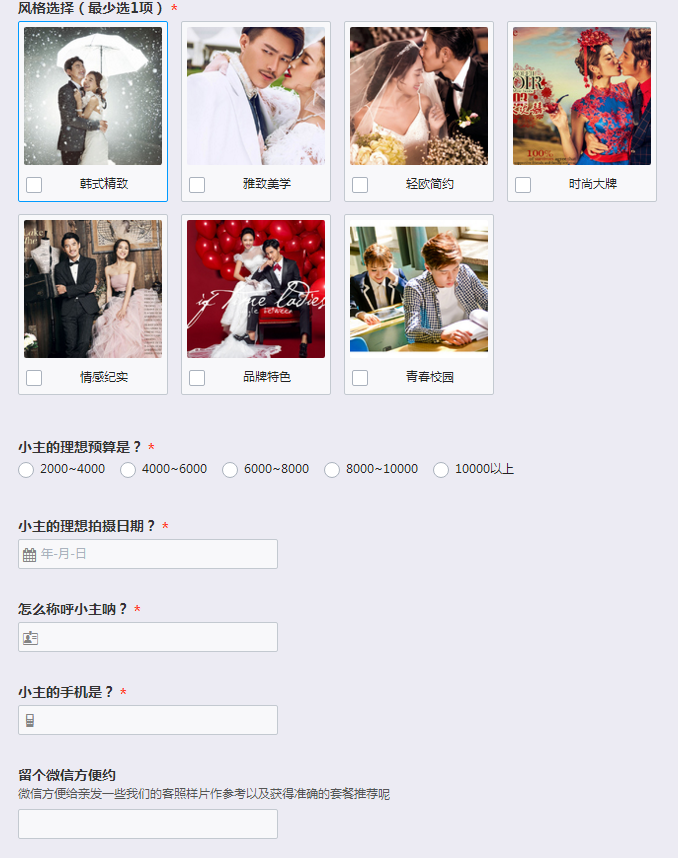 风格选择（最少选1项） *
韩式精致
雅致美学
轻欧简约
时尚大牌
情感纪实
if time ladies
品牌特色
青春校园
小主的理想预算是？ *
2000~4000 4000~6000 6000~8000 8000~10000 10000以上
小主的理想拍摄日期？ *
年-月-日
怎么称呼小主呐？ *
小主的手机是？ *
留个微信方便约
微信方便给亲发一些我们的客照样片作参考以及获得准确的套餐推荐呢